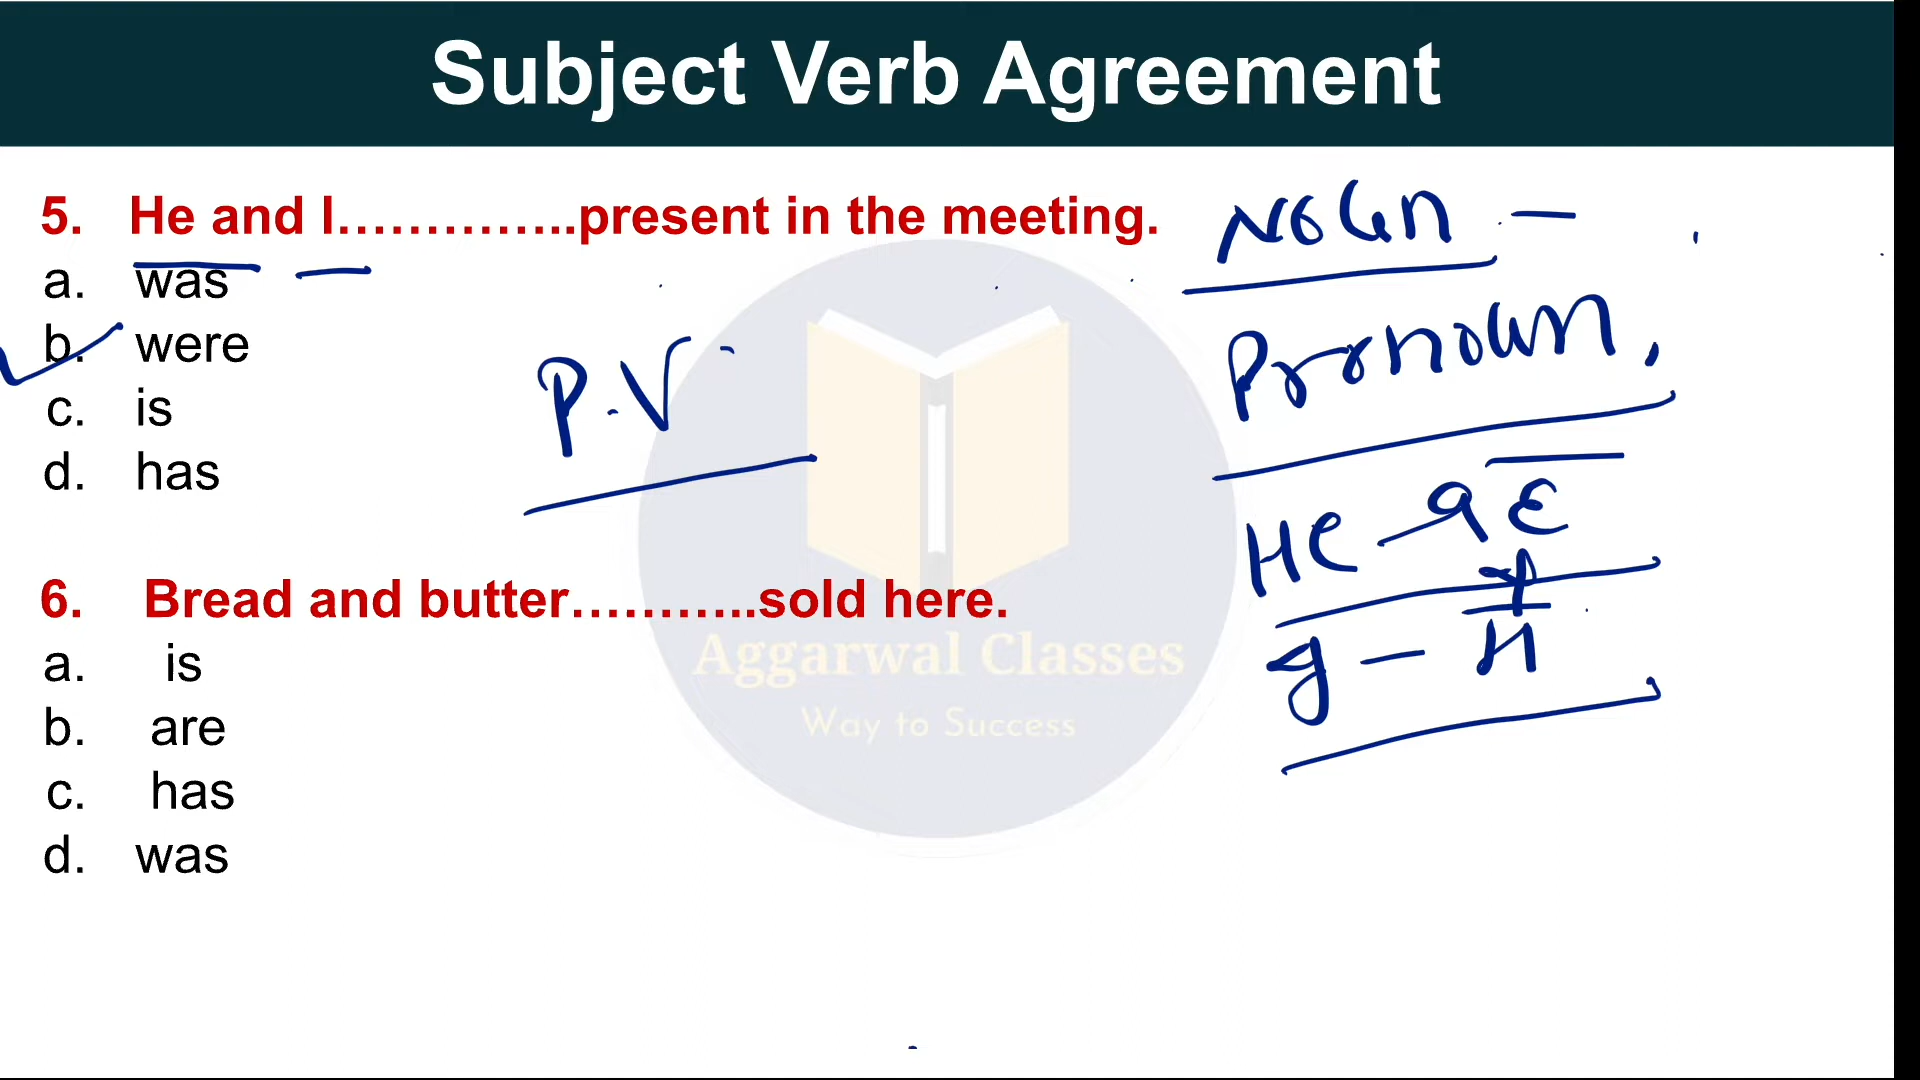 Subject Verb Agreement
5. He and I…………..present in the meeting.
a. was
b. were
c. is
d. has
6. Bread and butter………..sold here.
a. is
b. are
c. has
d. was
Noun -
Pronoun.
P.V
He
Aggarwal Classes
Way to Success